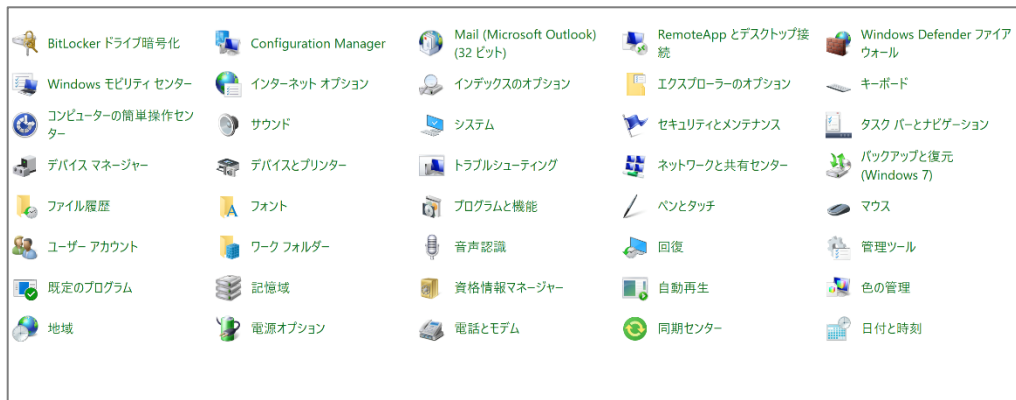 BitLocker ドライブ暗号化
Configuration Manager
Mail (Microsoft Outlook)
(32 ビット)
RemoteApp とデスクトップ接
続
Windows Defender ファイア
ウォール
Windows モビリティ センター
インターネット オプション
インデックスのオプション
エクスプローラーのオプション
キーボード
コンピューターの簡単操作セン
ター
サウンド
システム
セキュリティとメンテナンス
タスク バーとナビゲーション
デバイス マネージャー
デバイスとプリンター
トラブルシューティング
ネットワークと共有センター
バックアップと復元
(Windows 7)
ファイル履歴
フォント
プログラムと機能
ペンとタッチ
マウス
ユーザー アカウント
ワーク フォルダー
音声認識
回復
管理ツール
既定のプログラム
記憶域
資格情報マネージャー
自動再生
色の管理
地域
電源オプション
電話とモデム
同期センター
日付と時刻